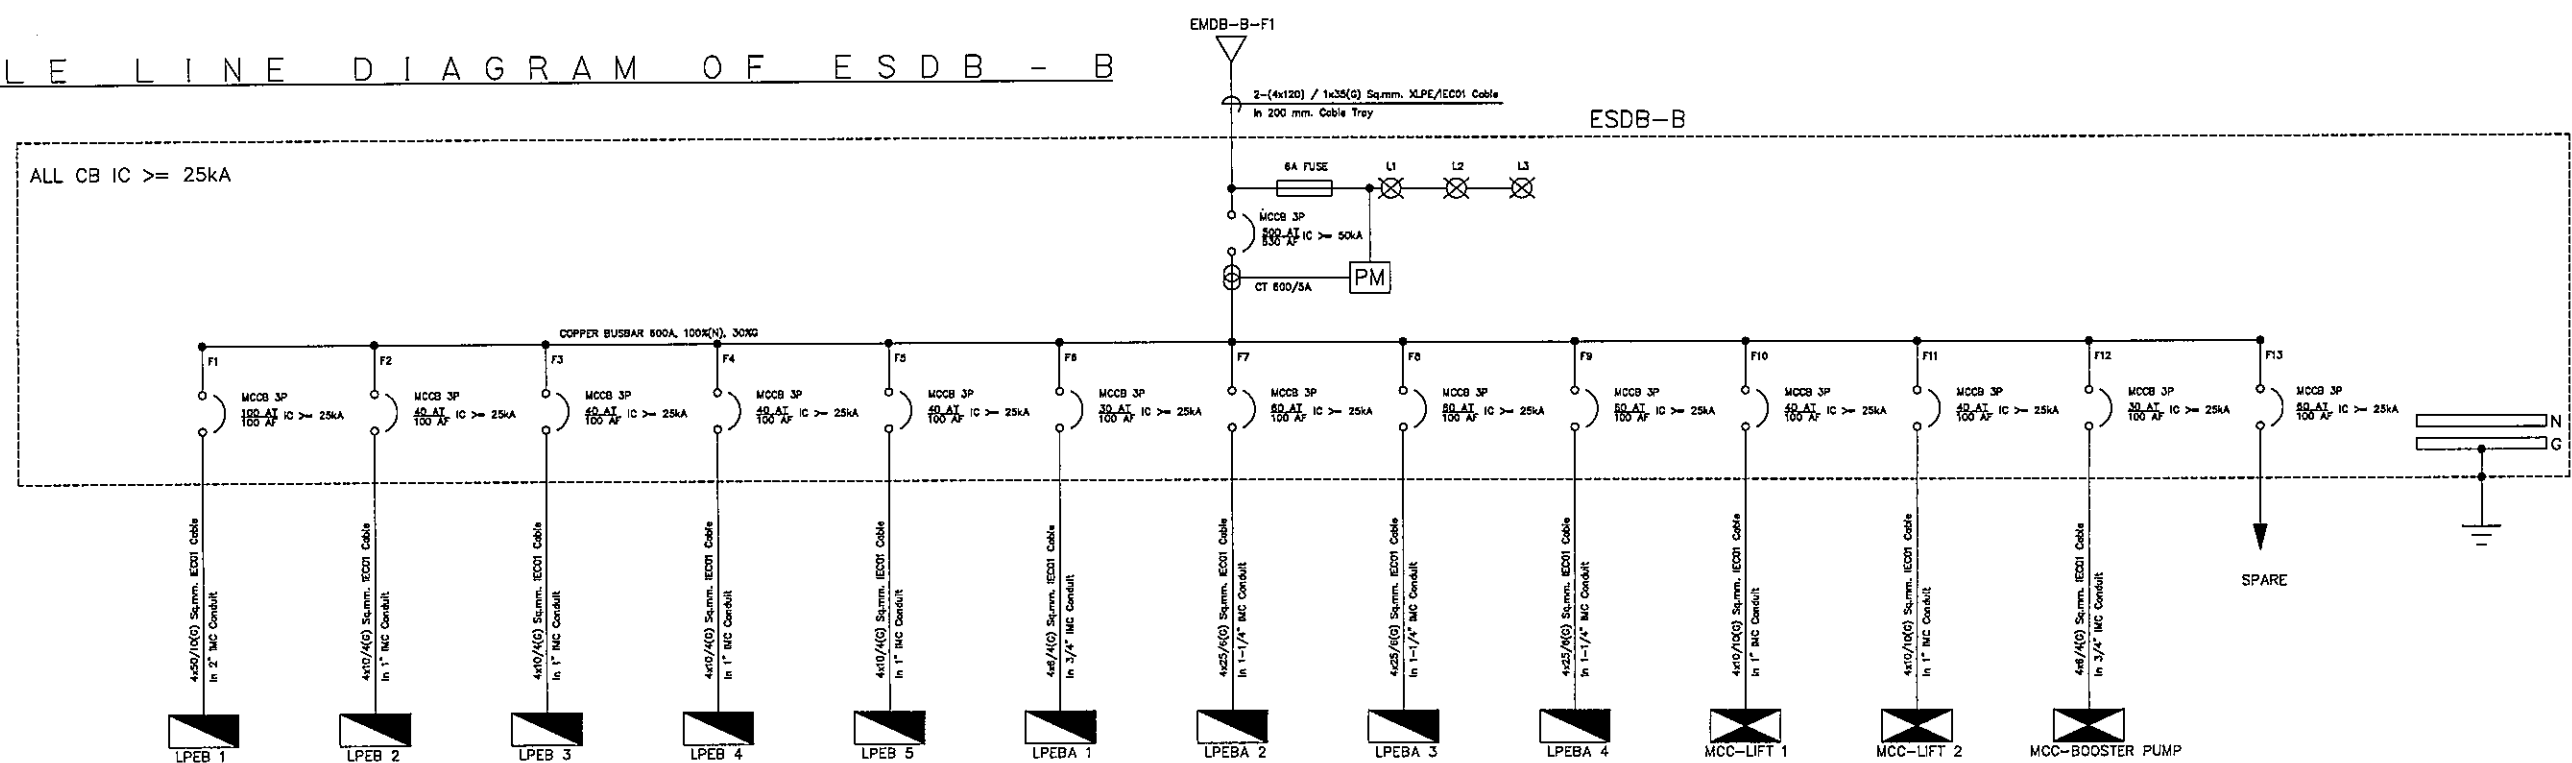 EMDB-B-F1
LE LINE DIAGRAM OF ESDB - B
2-(4x120) / 1x35(G) Sq.mm. XLPE/IEC01 Cable
In 200 mm. Cable Tray
ESDB-B
ALL CB IC >= 25kA
6A FUSE
L1
L2
L3
MCCB 3P
500 AT
630 AF
IC >= 50kA
CT 600/5A
PM
COPPER BUSBAR 600A, 100%(N), 30%G
F1
F2
F3
F4
F5
F6
F7
F8
F9
F10
F11
F12
F13
MCCB 3P
100 AT
100 AF
IC >= 25kA
MCCB 3P
40 AT
100 AF
IC >= 25kA
MCCB 3P
40 AT
100 AF
IC >= 25kA
MCCB 3P
40 AT
100 AF
IC >= 25kA
MCCB 3P
40 AT
100 AF
IC >= 25kA
MCCB 3P
30 AT
100 AF
IC >= 25kA
MCCB 3P
AT
100 AF
IC >= 25kA
MCCB 3P
AT
100 AF
IC >= 25kA
MCCB 3P
AT
100 AF
IC >= 25kA
MCCB 3P
40 AT
100 AF
IC >= 25kA
MCCB 3P
40 AT
100 AF
IC >= 25kA
MCCB 3P
30 AT
100 AF
IC >= 25kA
MCCB 3P
AT
100 AF
IC >= 25kA
N
G
4x50/10(G) Sq.mm. IEC01 Cable
In 2" IMC Conduit
4x10/4(G) Sq.mm. IEC01 Cable
In 1" IMC Conduit
4x10/4(G) Sq.mm. IEC01 Cable
In 1" IMC Conduit
4x10/4(G) Sq.mm. IEC01 Cable
In 1" IMC Conduit
4x10/4(G) Sq.mm. IEC01 Cable
In 1" IMC Conduit
4x6/4(G) Sq.mm. IEC01 Cable
In 3/4" IMC Conduit
4x25/6(G) Sq.mm. IEC01 Cable
In 1-1/4" IMC Conduit
4x25/6(G) Sq.mm. IEC01 Cable
In 1-1/4" IMC Conduit
4x25/6(G) Sq.mm. IEC01 Cable
In 1-1/4" IMC Conduit
4x10/10(G) Sq.mm. IEC01 Cable
In 1" IMC Conduit
4x10/10(G) Sq.mm. IEC01 Cable
In 1" IMC Conduit
4x6/4(G) Sq.mm. IEC01 Cable
In 3/4" IMC Conduit
SPARE
LPEB 1
LPEB 2
LPEB 3
LPEB 4
LPEB 5
LPEBA 1
LPEBA 2
LPEBA 3
LPEBA 4
MCC-LIFT 1
MCC-LIFT 2
MCC-BOOSTER PUMP